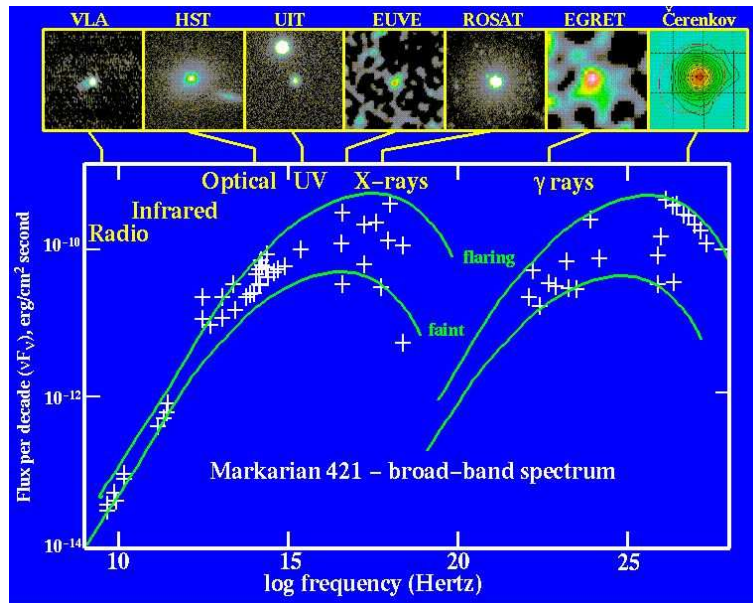 VLA HST UIT EUVE ROSAT EGRET Čerenkov
Optical UV X-rays γ rays
Infrared
Radio
Flux per decade (νFν), erg/cm² second
10⁻¹⁰
10⁻¹²
10⁻¹⁴
flaring
faint
Markarian 421 - broad-band spectrum
10 15 20 25
log frequency (Hertz)